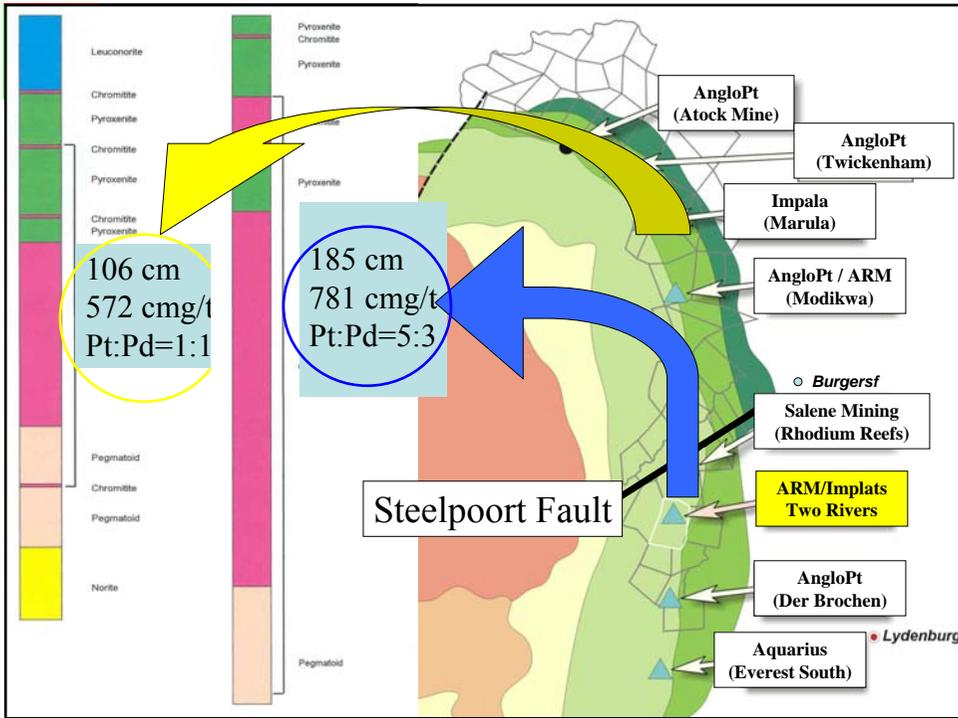 Leuconorite
Chromitite
Pyroxenite
Chromitite
Pyroxenite
Chromitite
Pyroxenite
106 cm
572 cmg/t
Pt:Pd=1:1
Pegmatoid
Chromitite
Pegmatoid
Norite
Pyroxenite
Chromitite
Pyroxenite
Pyroxenite
185 cm
781 cmg/t
Pt:Pd=5:3
Pegmatoid
AngloPt
(Atock Mine)
AngloPt
(Twickenham)
Impala
(Marula)
AngloPt / ARM
(Modikwa)
Burgersf
Salene Mining
(Rhodium Reefs)
Steelpoort Fault
ARM/Implats
Two Rivers
AngloPt
(Der Brochen)
Lydenburg
Aquarius
(Everest South)